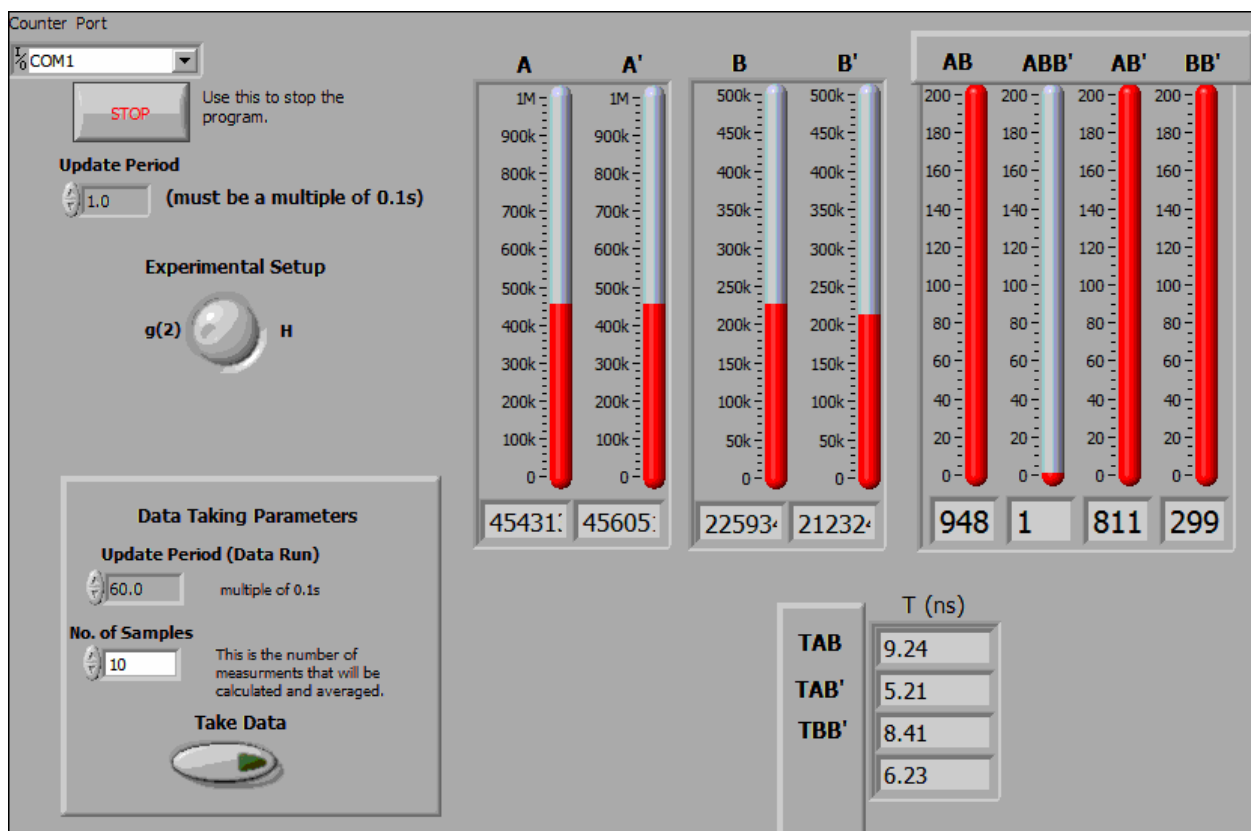 Counter Port
I/O COM1
STOP
Use this to stop the
program.
Update Period
1.0
(must be a multiple of 0.1s)
Experimental Setup
g(2)
H
Data Taking Parameters
Update Period (Data Run)
60.0
multiple of 0.1s
No. of Samples
10
This is the number of
measurments that will be
calculated and averaged.
Take Data
A A'
1M 1M
900k 900k
800k 800k
700k 700k
600k 600k
500k 500k
400k 400k
300k 300k
200k 200k
100k 100k
0 0
B B'
500k 500k
450k 450k
400k 400k
350k 350k
300k 300k
250k 250k
200k 200k
150k 150k
100k 100k
50k 50k
0 0
22593 21232
AB ABB' AB' BB'
200 200 200 200
180 180 180 180
160 160 160 160
140 140 140 140
120 120 120 120
100 100 100 100
80 80 80 80
60 60 60 60
40 40 40 40
20 20 20 20
0 0 0 0
948 1 811 299
T (ns)
TAB 9.24
TAB' 5.21
TBB' 8.41
6.23